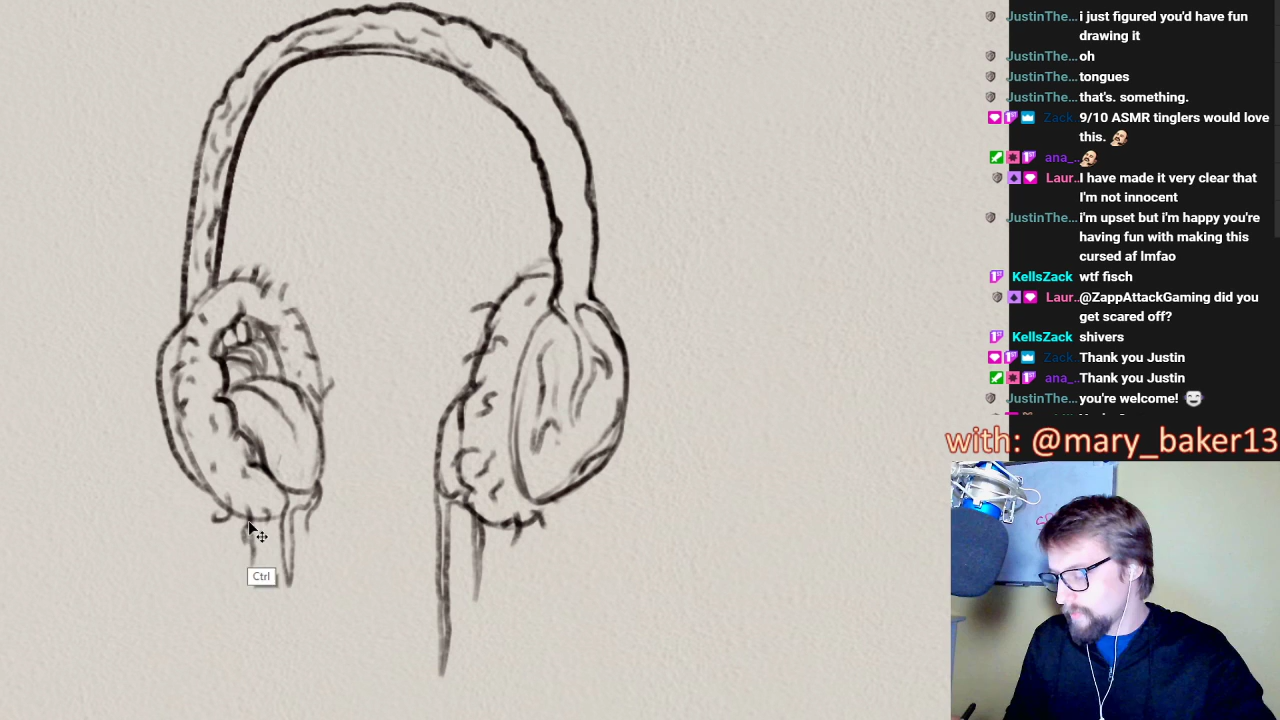 JustinThe... i just figured you'd have fun
drawing it
JustinThe... oh
JustinThe... tongues
JustinThe... that's. something.
Zack 9/10 ASMR tinglers would love
this.
ana_...
Laur... I have made it very clear that
I'm not innocent
JustinThe... i'm upset but i'm happy you're
having fun with making this
cursed af lmfao
KellsZack wtf fisch
Laur... @ZappAttackGaming did you
get scared off?
KellsZack shivers
Zack Thank you Justin
ana_... Thank you Justin
JustinThe... you're welcome!
with: @mary_baker13
Ctrl